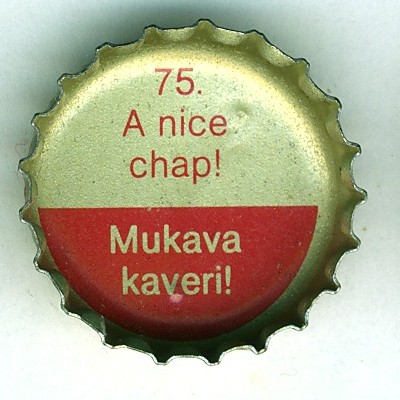 75.
A nice
chap!
Mukava
kaveri!